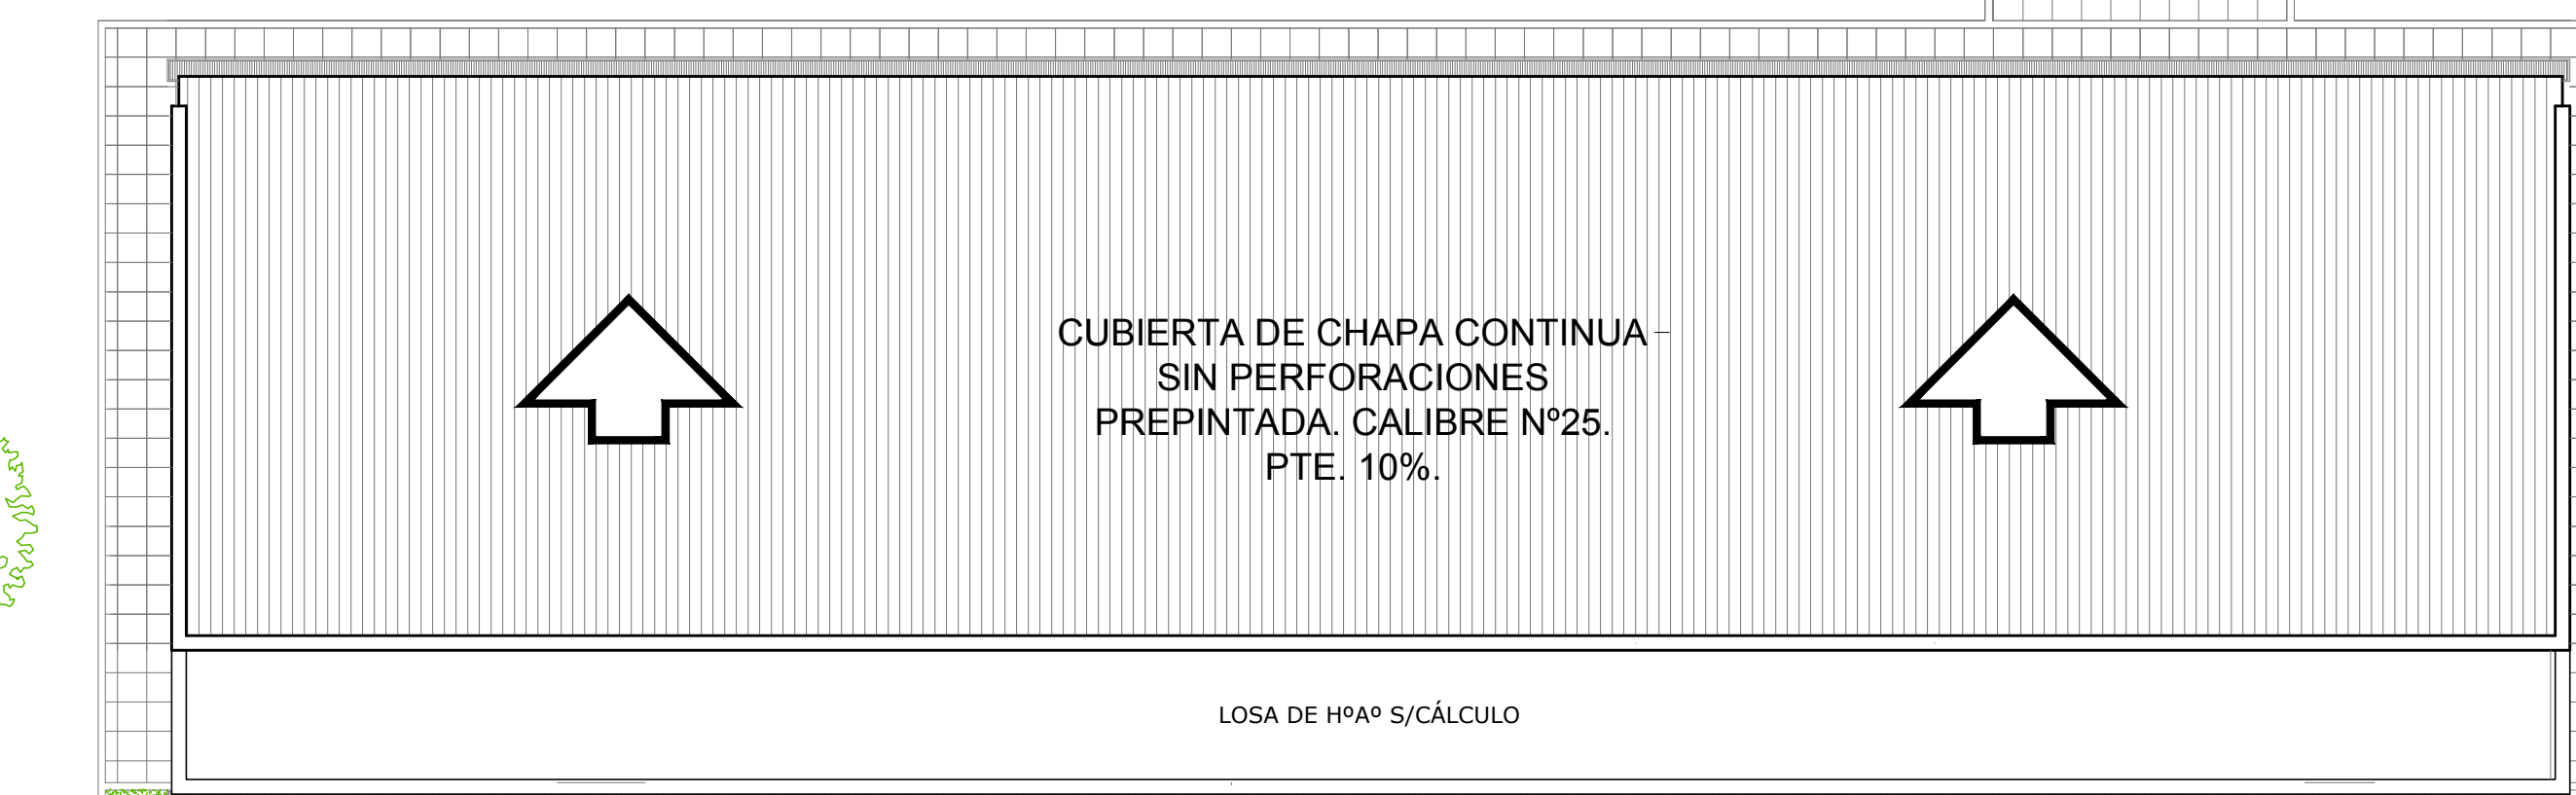 CUBIERTA DE CHAPA CONTINUA
SIN PERFORACIONES
PREPINTADA. CALIBRE Nº25.
PTE. 10%.
LOSA DE HºAº S/CÁLCULO